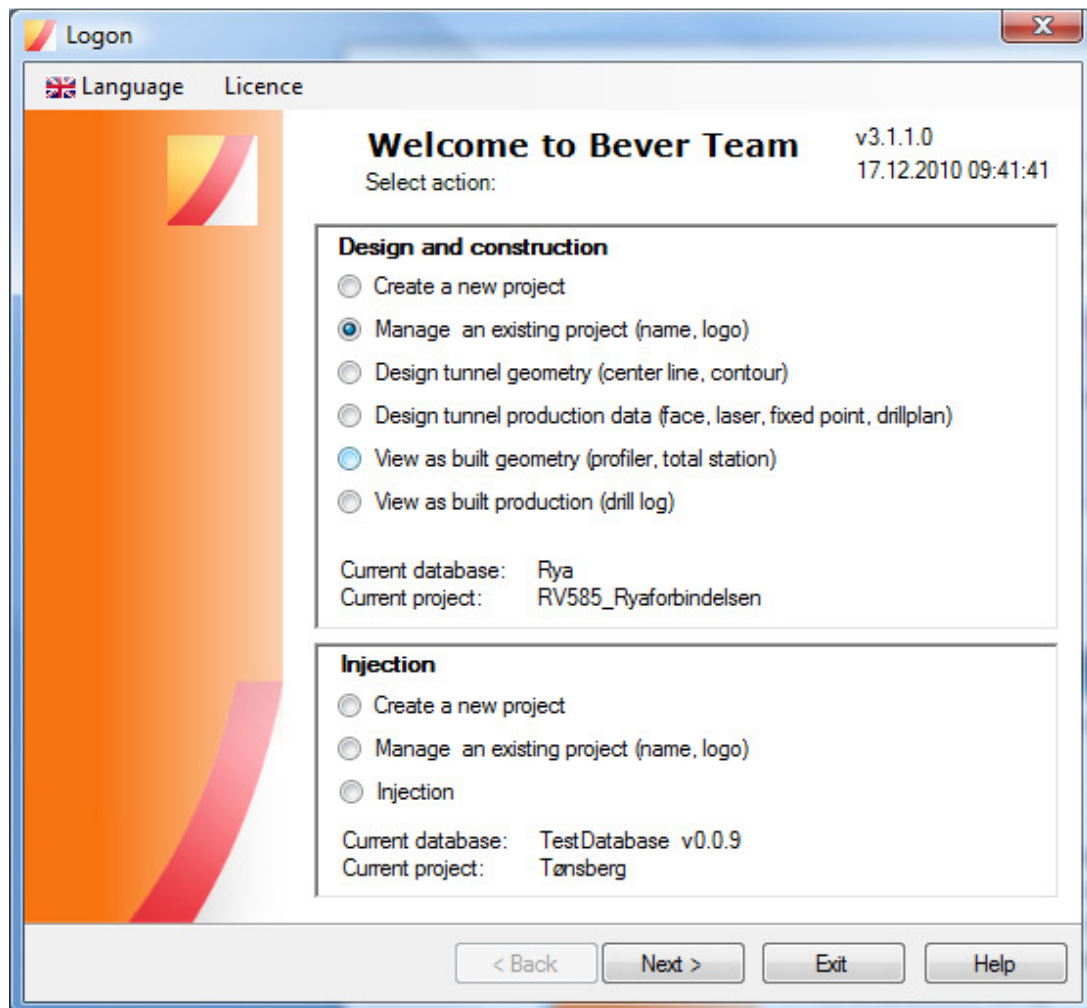 Logon
Language Licence
Welcome to Bever Team
v3.1.1.0
Select action:
17.12.2010 09:41:41
Design and construction
Create a new project
Manage an existing project (name, logo)
Design tunnel geometry (center line, contour)
Design tunnel production data (face, laser, fixed point, drillplan)
View as built geometry (profiler, total station)
View as built production (drill log)
Current database: Rya
Current project: RV585_Ryaforbindelsen
Injection
Create a new project
Manage an existing project (name, logo)
Injection
Current database: TestDatabase v0.0.9
Current project: Tønsberg
< Back Next > Exit Help